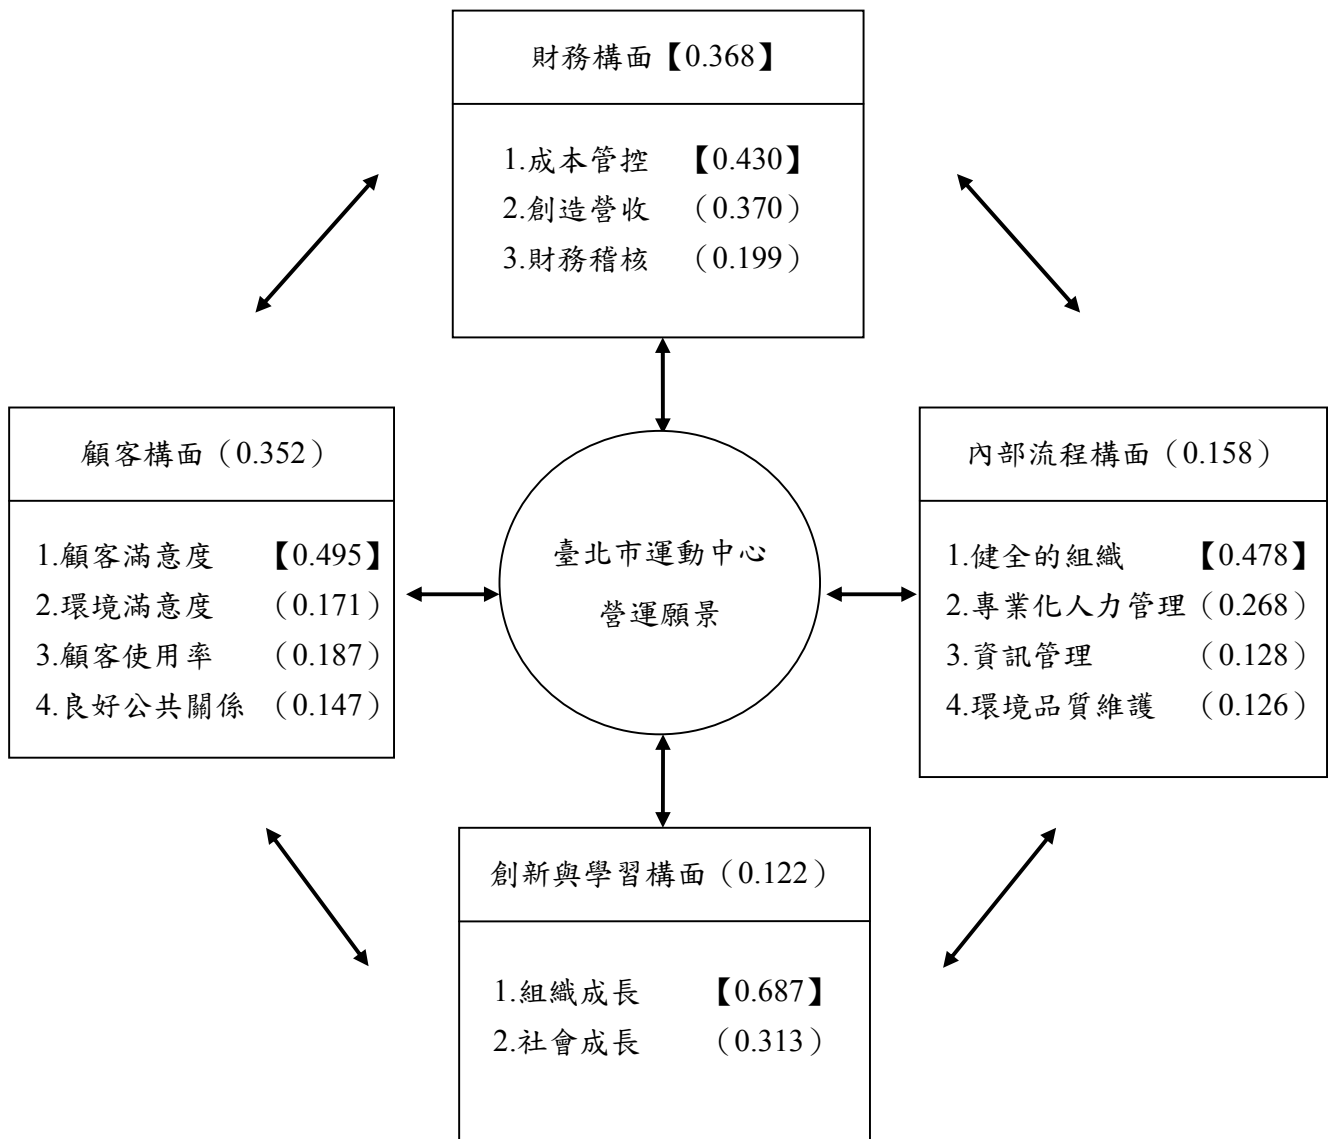 財務構面【0.368】
1.成本管控 【0.430】
2.創造營收 （0.370）
3.財務稽核 （0.199）
顧客構面（0.352）
1.顧客滿意度 【0.495】
2.環境滿意度 （0.171）
3.顧客使用率 （0.187）
4.良好公共關係 （0.147）
臺北市運動中心
營運願景
內部流程構面（0.158）
1.健全的組織 【0.478】
2.專業化人力管理（0.268）
3.資訊管理 （0.128）
4.環境品質維護 （0.126）
創新與學習構面（0.122）
1.組織成長 【0.687】
2.社會成長 （0.313）